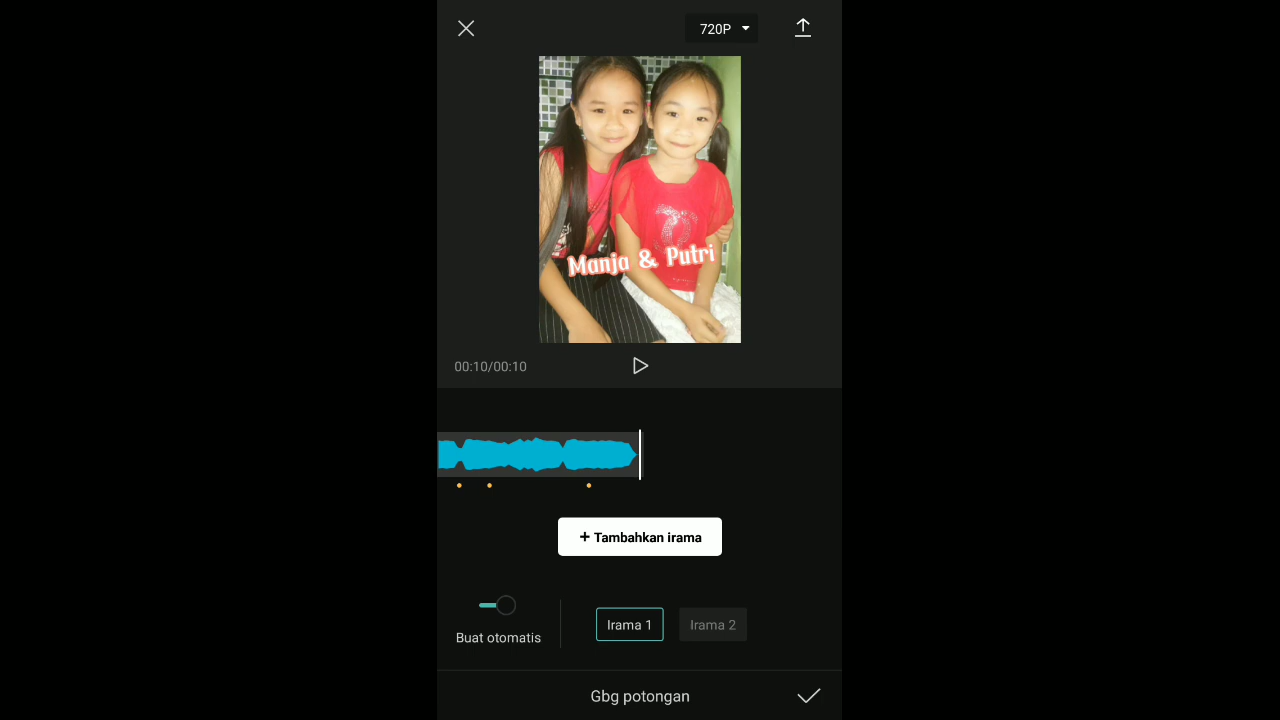 720P
Manja & Putri
00:10/00:10
+ Tambahkan irama
Buat otomatis
Irama 1
Irama 2
Gbg potongan